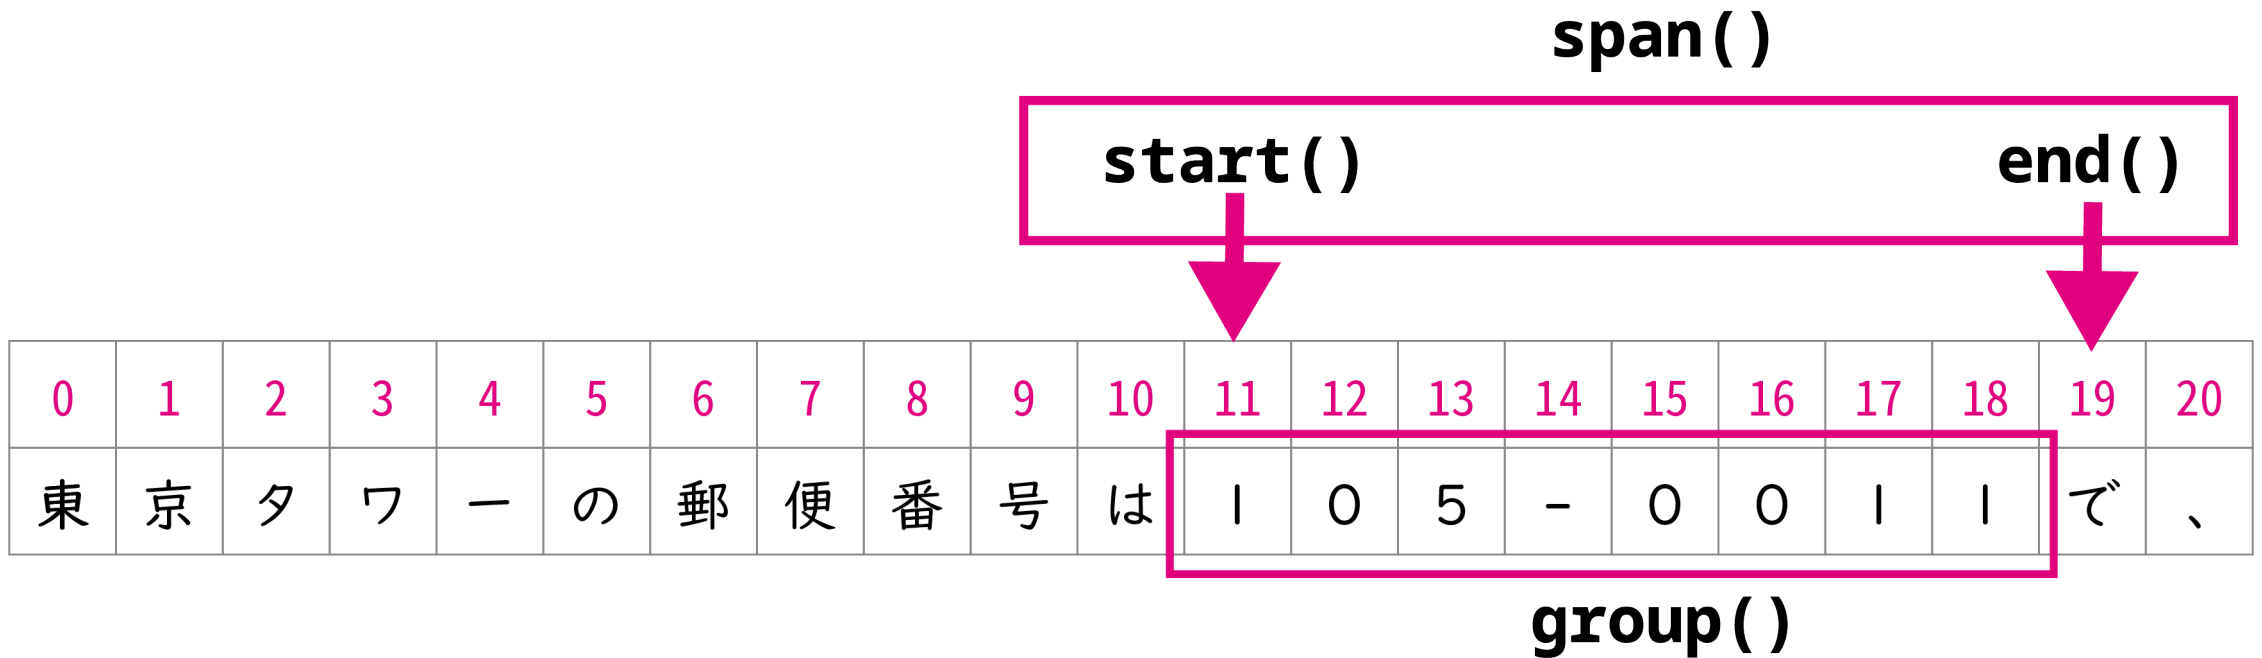 span()
start() end()
0 1 2 3 4 5 6 7 8 9 10 11 12 13 14 15 16 17 18 19 20
東京タワーの郵便番号は105-0011で、
group()